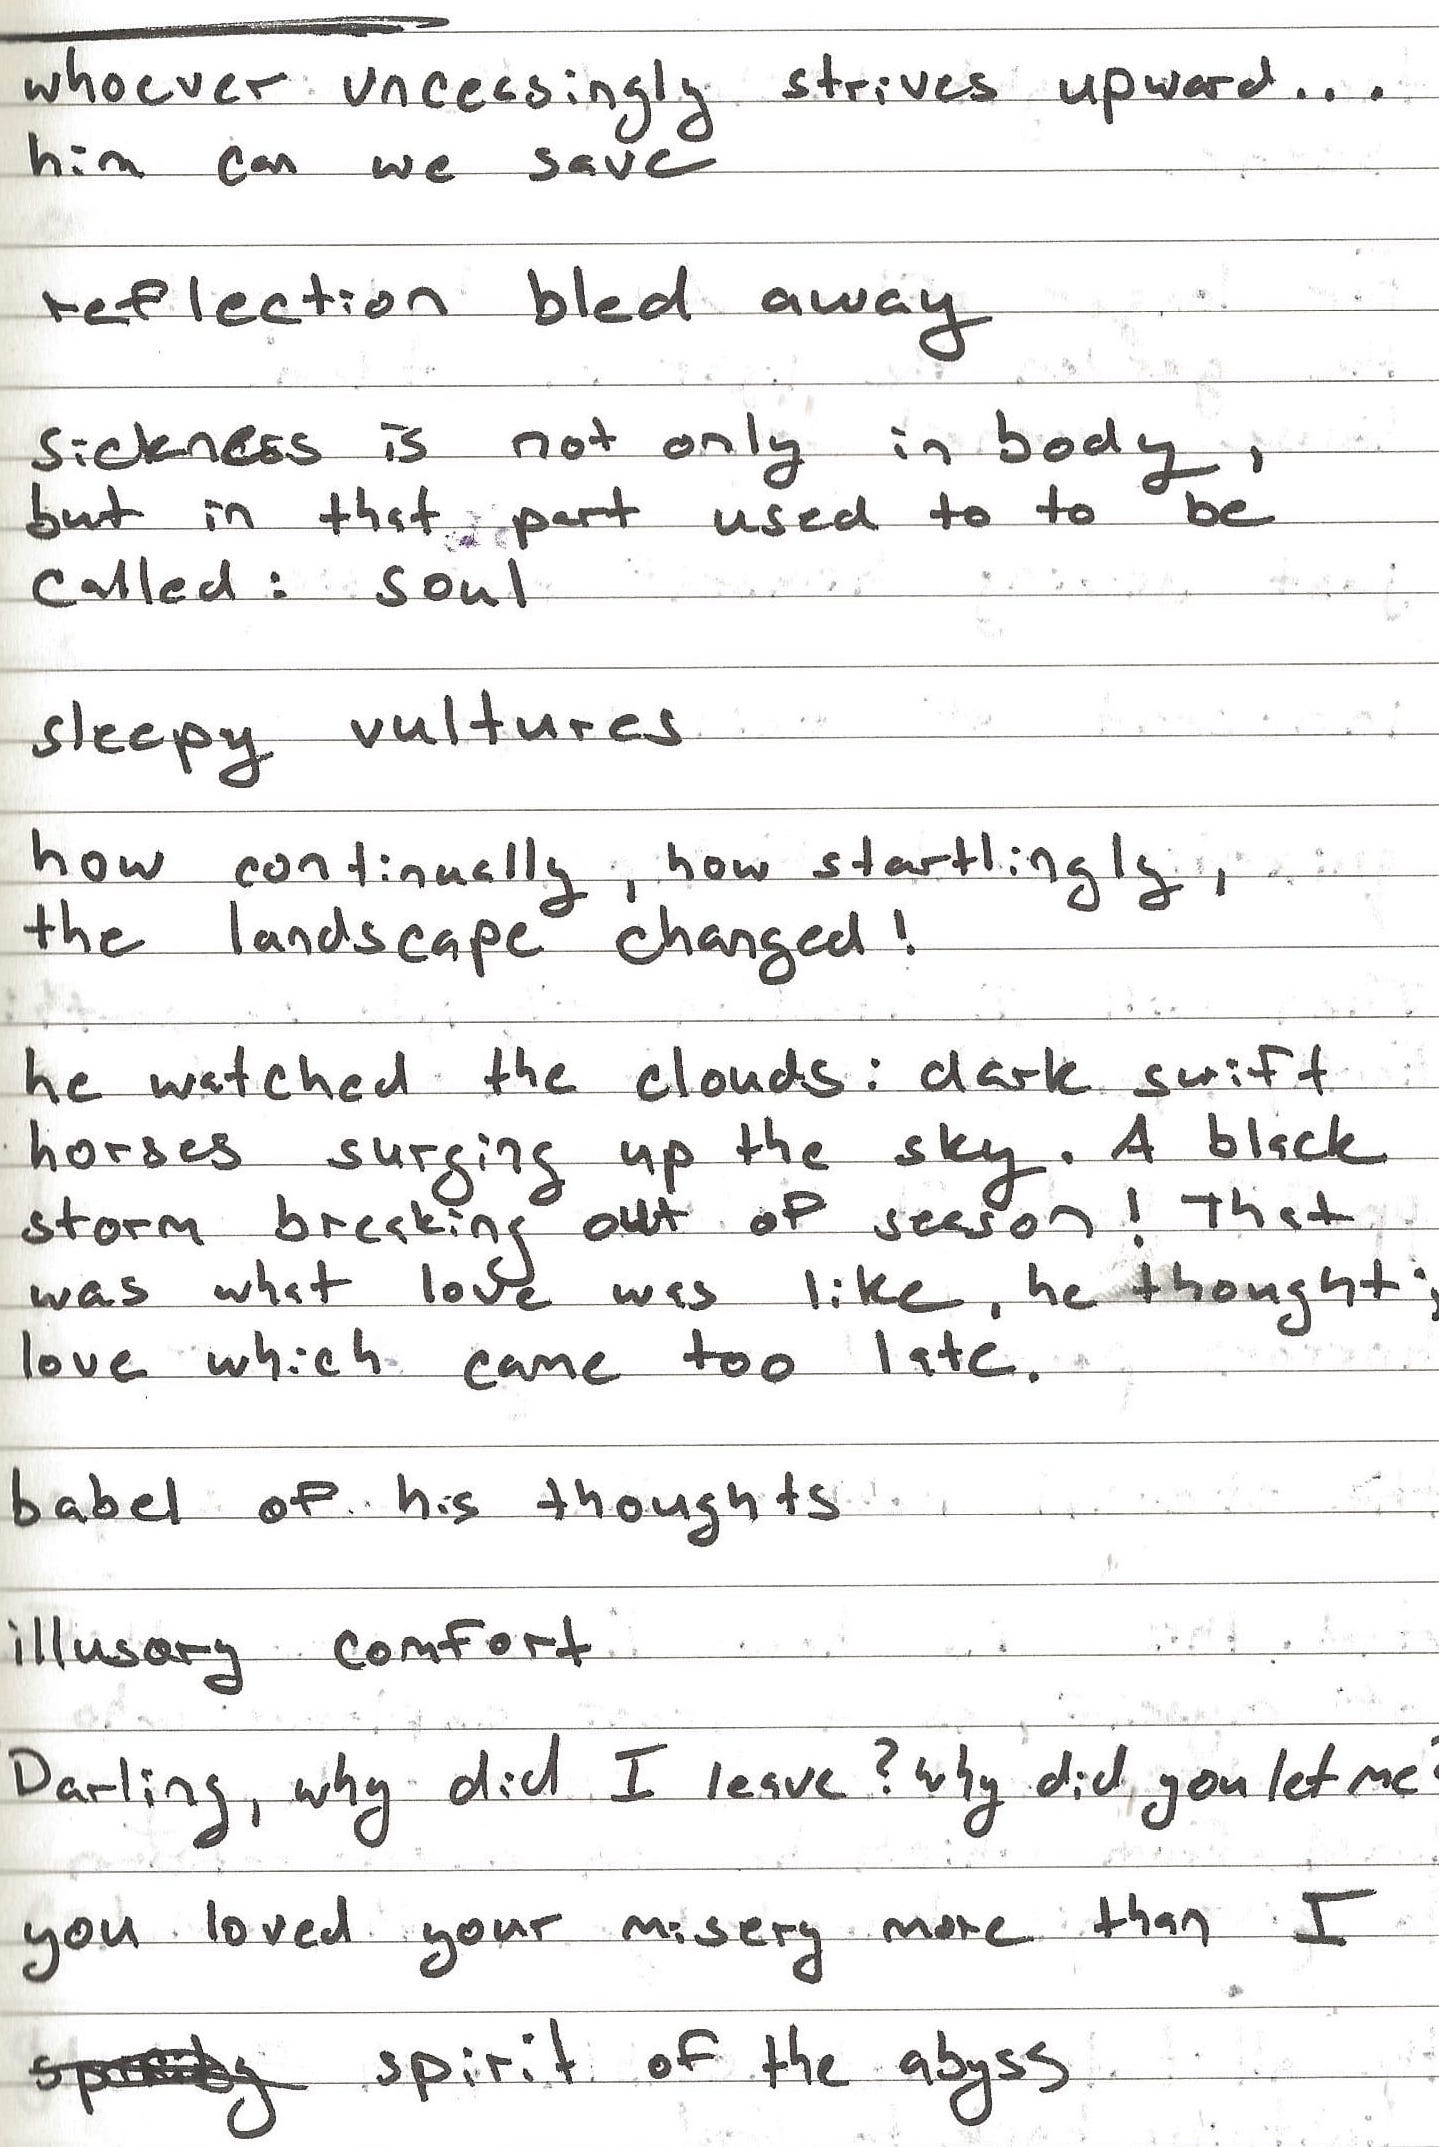 whoever unceasingly strives upward...
him can we save
reflection bled away
sickness is not only in body,
but in that part used to to be
called: soul
sleepy vultures
how continually, how startlingly,
the landscape changed!
he watched the clouds: dark swift
horses surging up the sky. A black
storm breaking out of season! That
was what love was like, he thought;
love which came too late.
babel of his thoughts
illusory comfort
Darling, why did I leave? Why did you let me?
you loved your misery more than I
spirit of the abyss